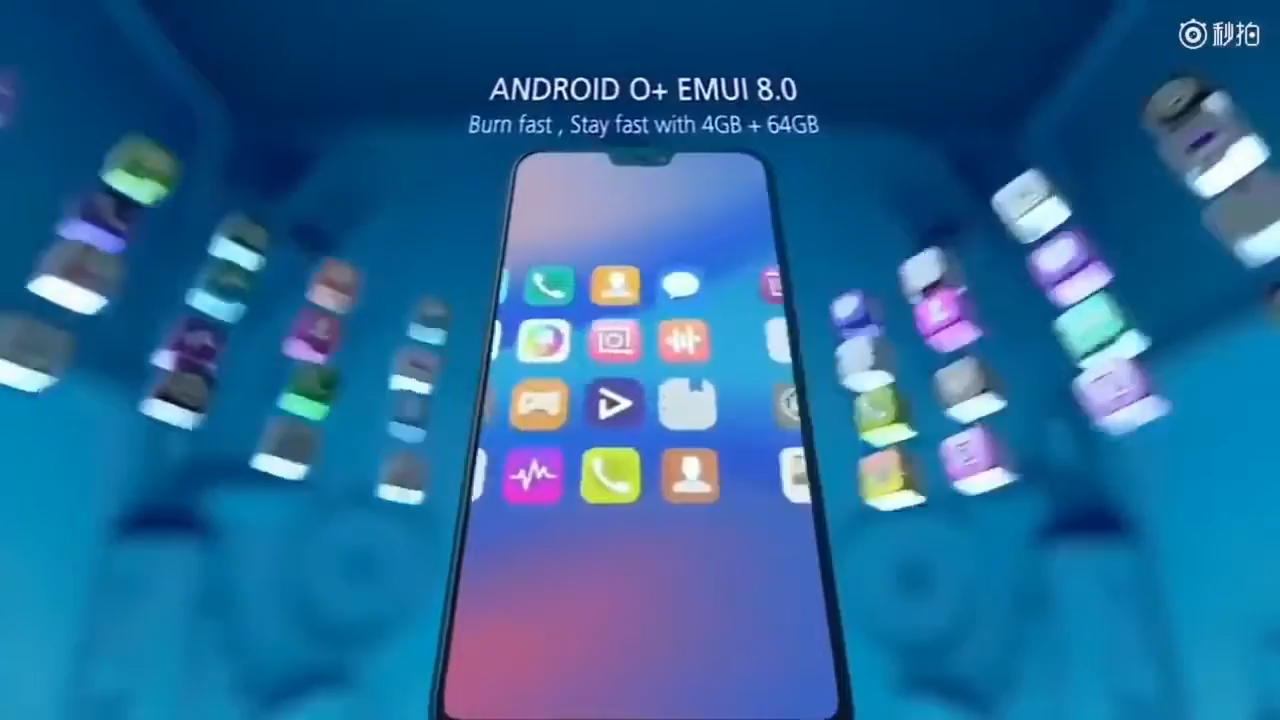 秒拍
ANDROID O+ EMUI 8.0
Burn fast , Stay fast with 4GB + 64GB